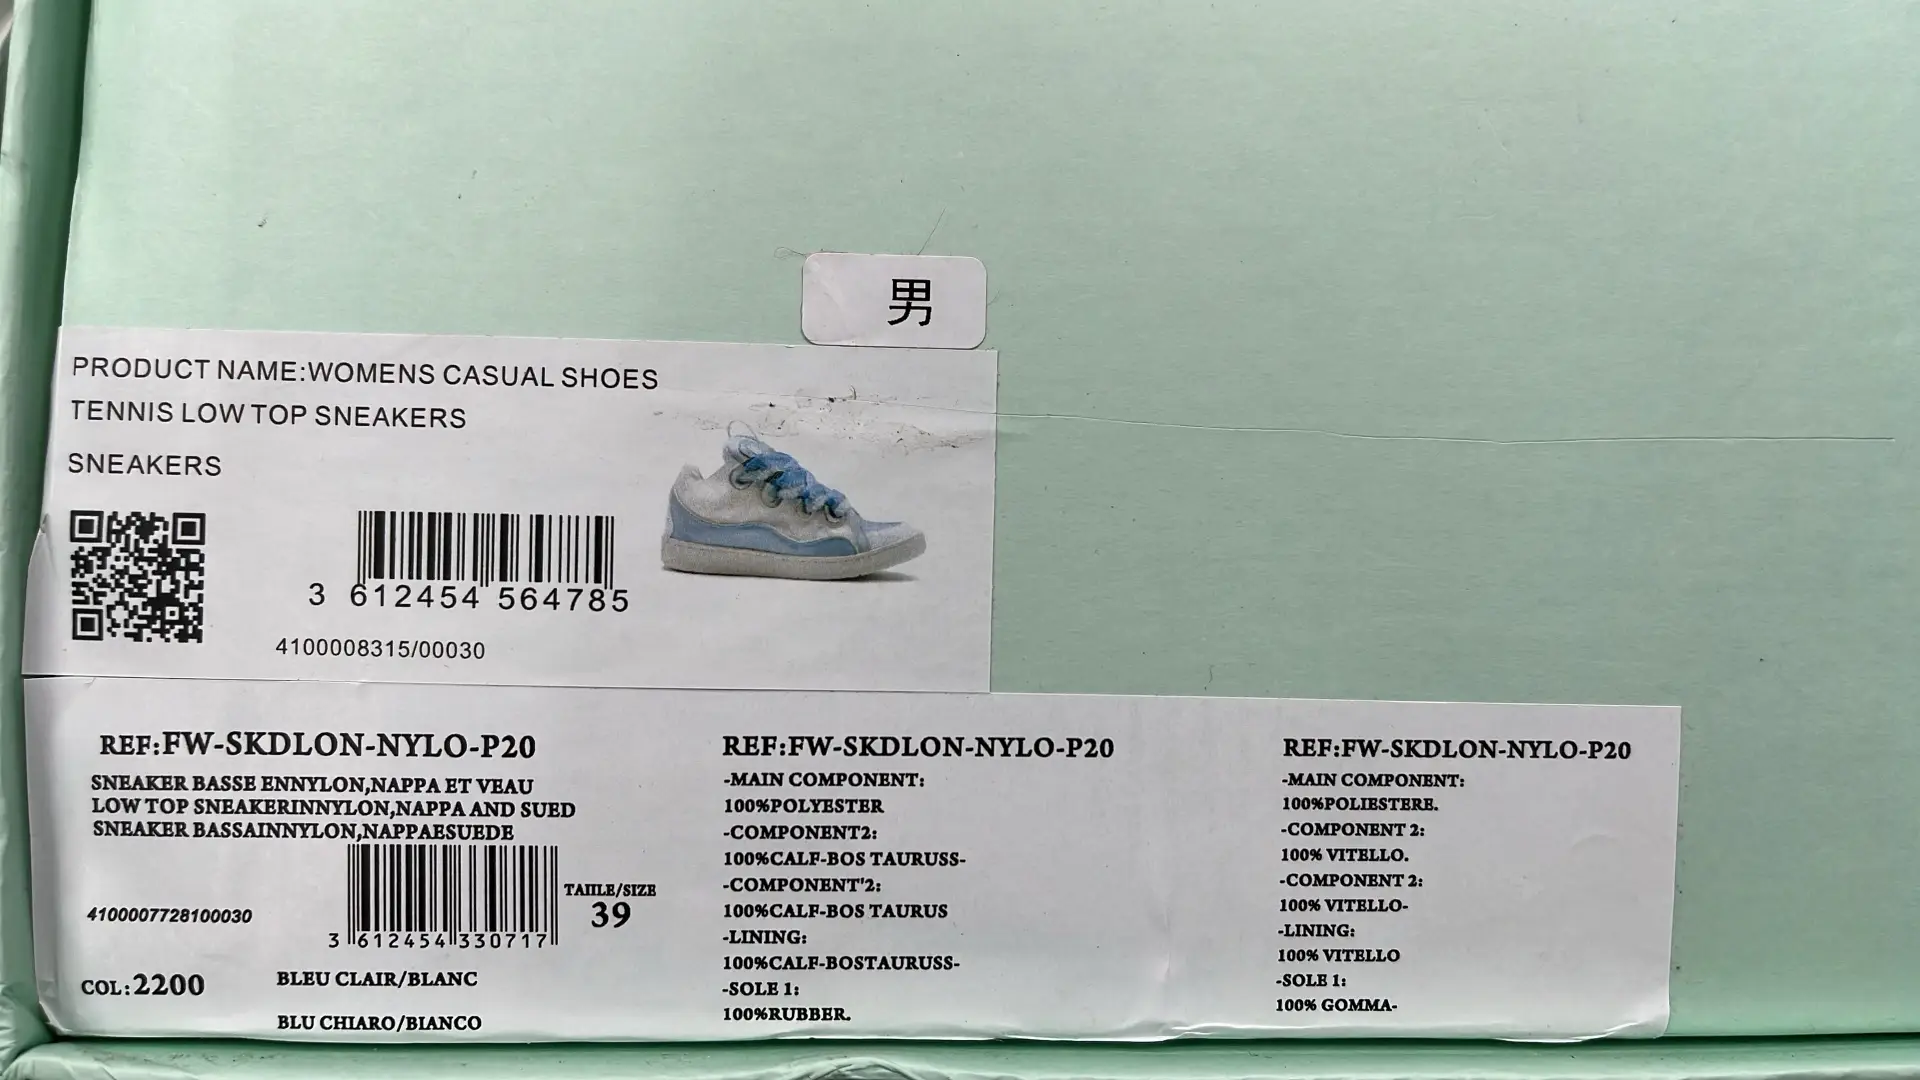 男
PRODUCT NAME:WOMENS CASUAL SHOES
TENNIS LOW TOP SNEAKERS
SNEAKERS
3 612454 564785
4100008315/00030
REF:FW-SKDLON-NYLO-P20
SNEAKER BASSE ENNYLON,NAPPA ET VEAU
LOW TOP SNEAKERINNYLON,NAPPA AND SUED
SNEAKER BASSAINNYLON,NAPPAESUEDE
TAIILE/SIZE
39
4100007728100030
3 612454 330717
COL:2200
BLEU CLAIR/BLANC
BLU CHIARO/BIANCO
REF:FW-SKDLON-NYLO-P20
-MAIN COMPONENT:
100%POLYESTER
-COMPONENT2:
100%CALF-BOS TAURUSS-
-COMPONENT'2:
100%CALF-BOS TAURUS
-LINING:
100%CALF-BOSTAURUSS-
-SOLE 1:
100%RUBBER.
REF:FW-SKDLON-NYLO-P20
-MAIN COMPONENT:
100%POLIESTERE.
-COMPONENT 2:
100% VITELLO.
-COMPONENT 2:
100% VITELLO-
-LINING:
100% VITELLO
-SOLE 1:
100% GOMMA-